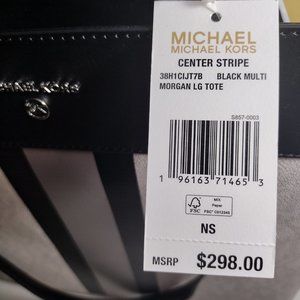 MICHAEL KORS
MICHAEL
MICHAEL KORS
CENTER STRIPE
38H1CIJT7B BLACK MULTI
MORGAN LG TOTE
S857-0003
1 96163 71465 3
FSC
MIX
Paper
NS
MSRP $298.00